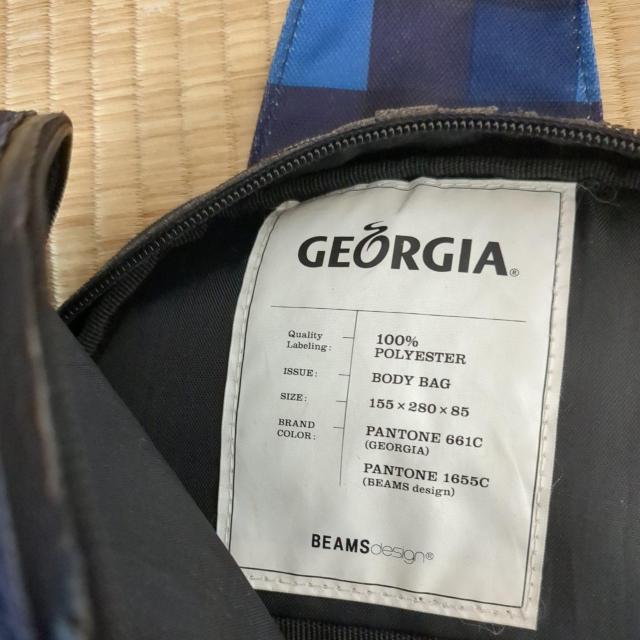 GEORGIA®
Quality Labeling: 100% POLYESTER
ISSUE: BODY BAG
SIZE: 155 × 280 × 85
BRAND COLOR: PANTONE 661C
(GEORGIA)
PANTONE 1655C
(BEAMS design)
BEAMSdesign®